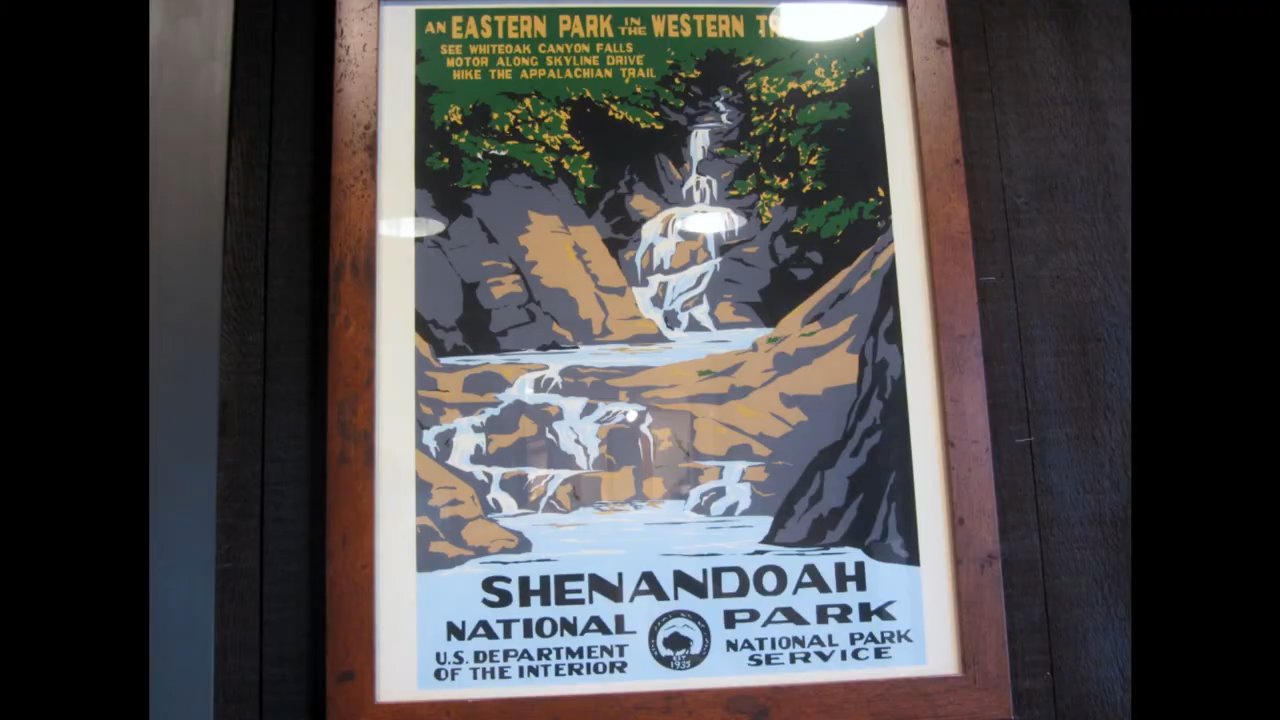 AN EASTERN PARK IN THE WESTERN
SEE WHITEOAK CANYON FALLS
MOTOR ALONG SKYLINE DRIVE
HIKE THE APPALACHIAN TRAIL
SHENANDOAH
NATIONAL PARK
U.S. DEPARTMENT
OF THE INTERIOR
EST
1935
NATIONAL PARK
SERVICE